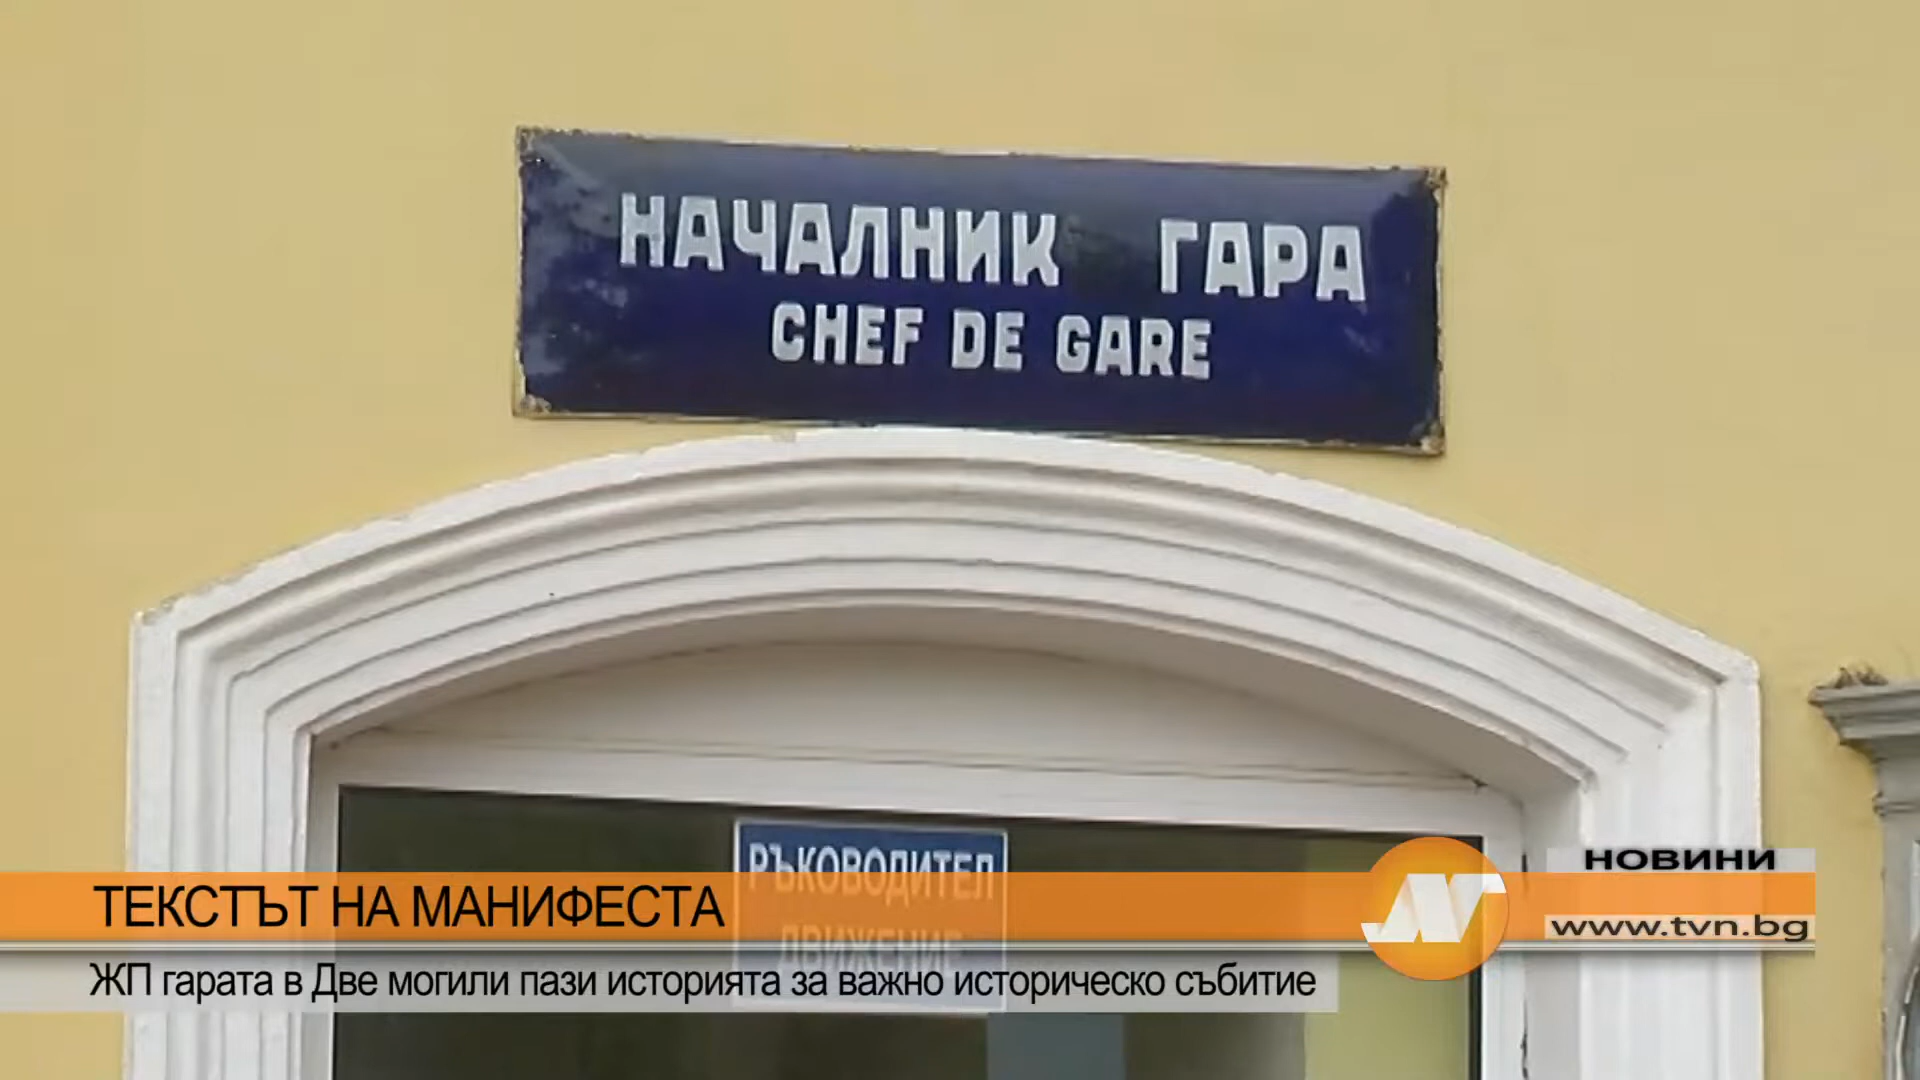 НАЧАЛНИК ГАРА
CHEF DE GARE
РЪКОВОДИТЕЛ
ДВИЖЕНИЕ
НОВИНИ
ТЕКСТЪТ НА МАНИФЕСТА
www.tvn.bg
ЖП гарата в Две могили пази историята за важно историческо събитие